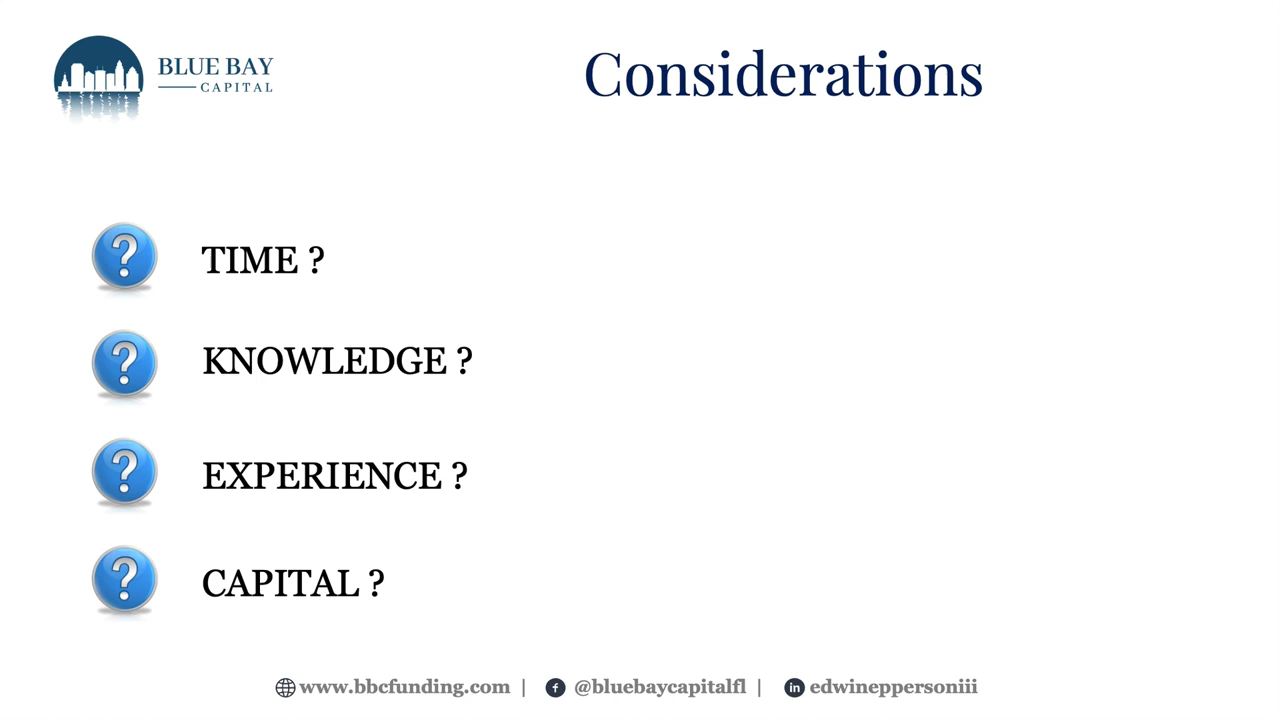 BLUE BAY
CAPITAL
Considerations
TIME ?
KNOWLEDGE ?
EXPERIENCE ?
CAPITAL ?
www.bbcfunding.com | @bluebaycapitalfl | edwineppersoniii